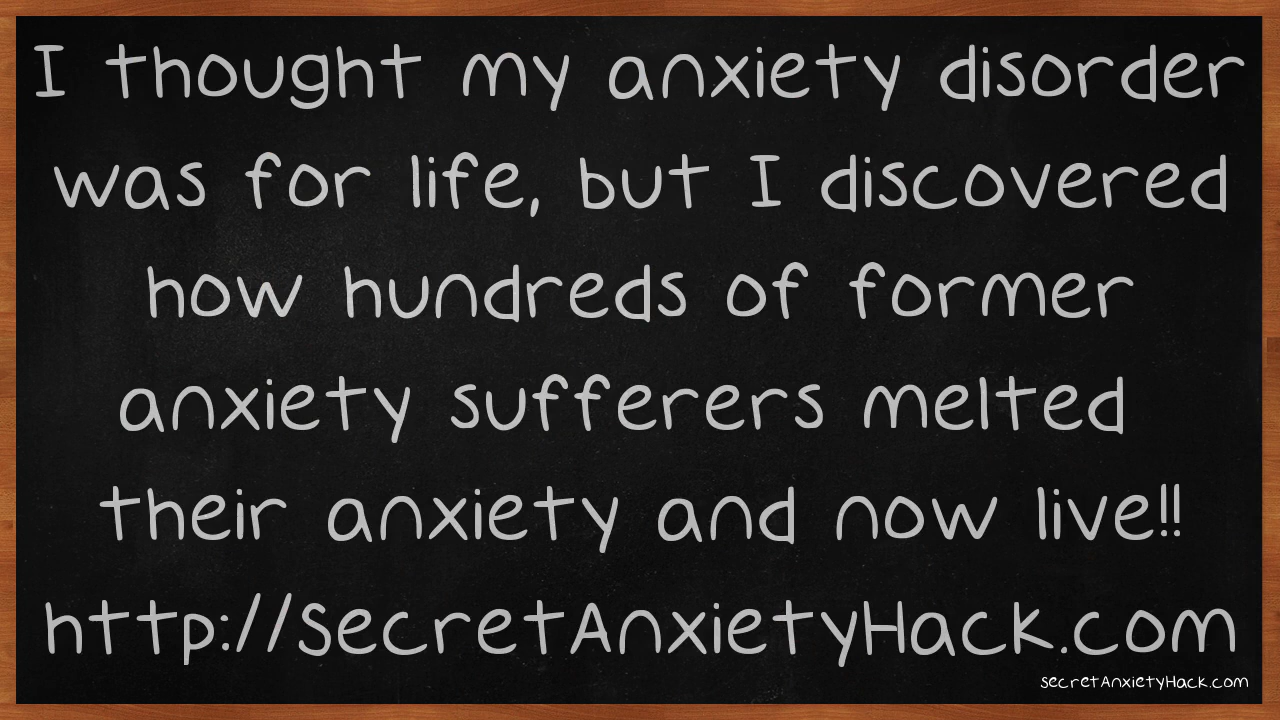 I thought my anxiety disorder
was for life, but I discovered
how hundreds of former
anxiety sufferers melted
their anxiety and now live!!
http://SecretAnxietyHack.com
secretAnxietyHack.com